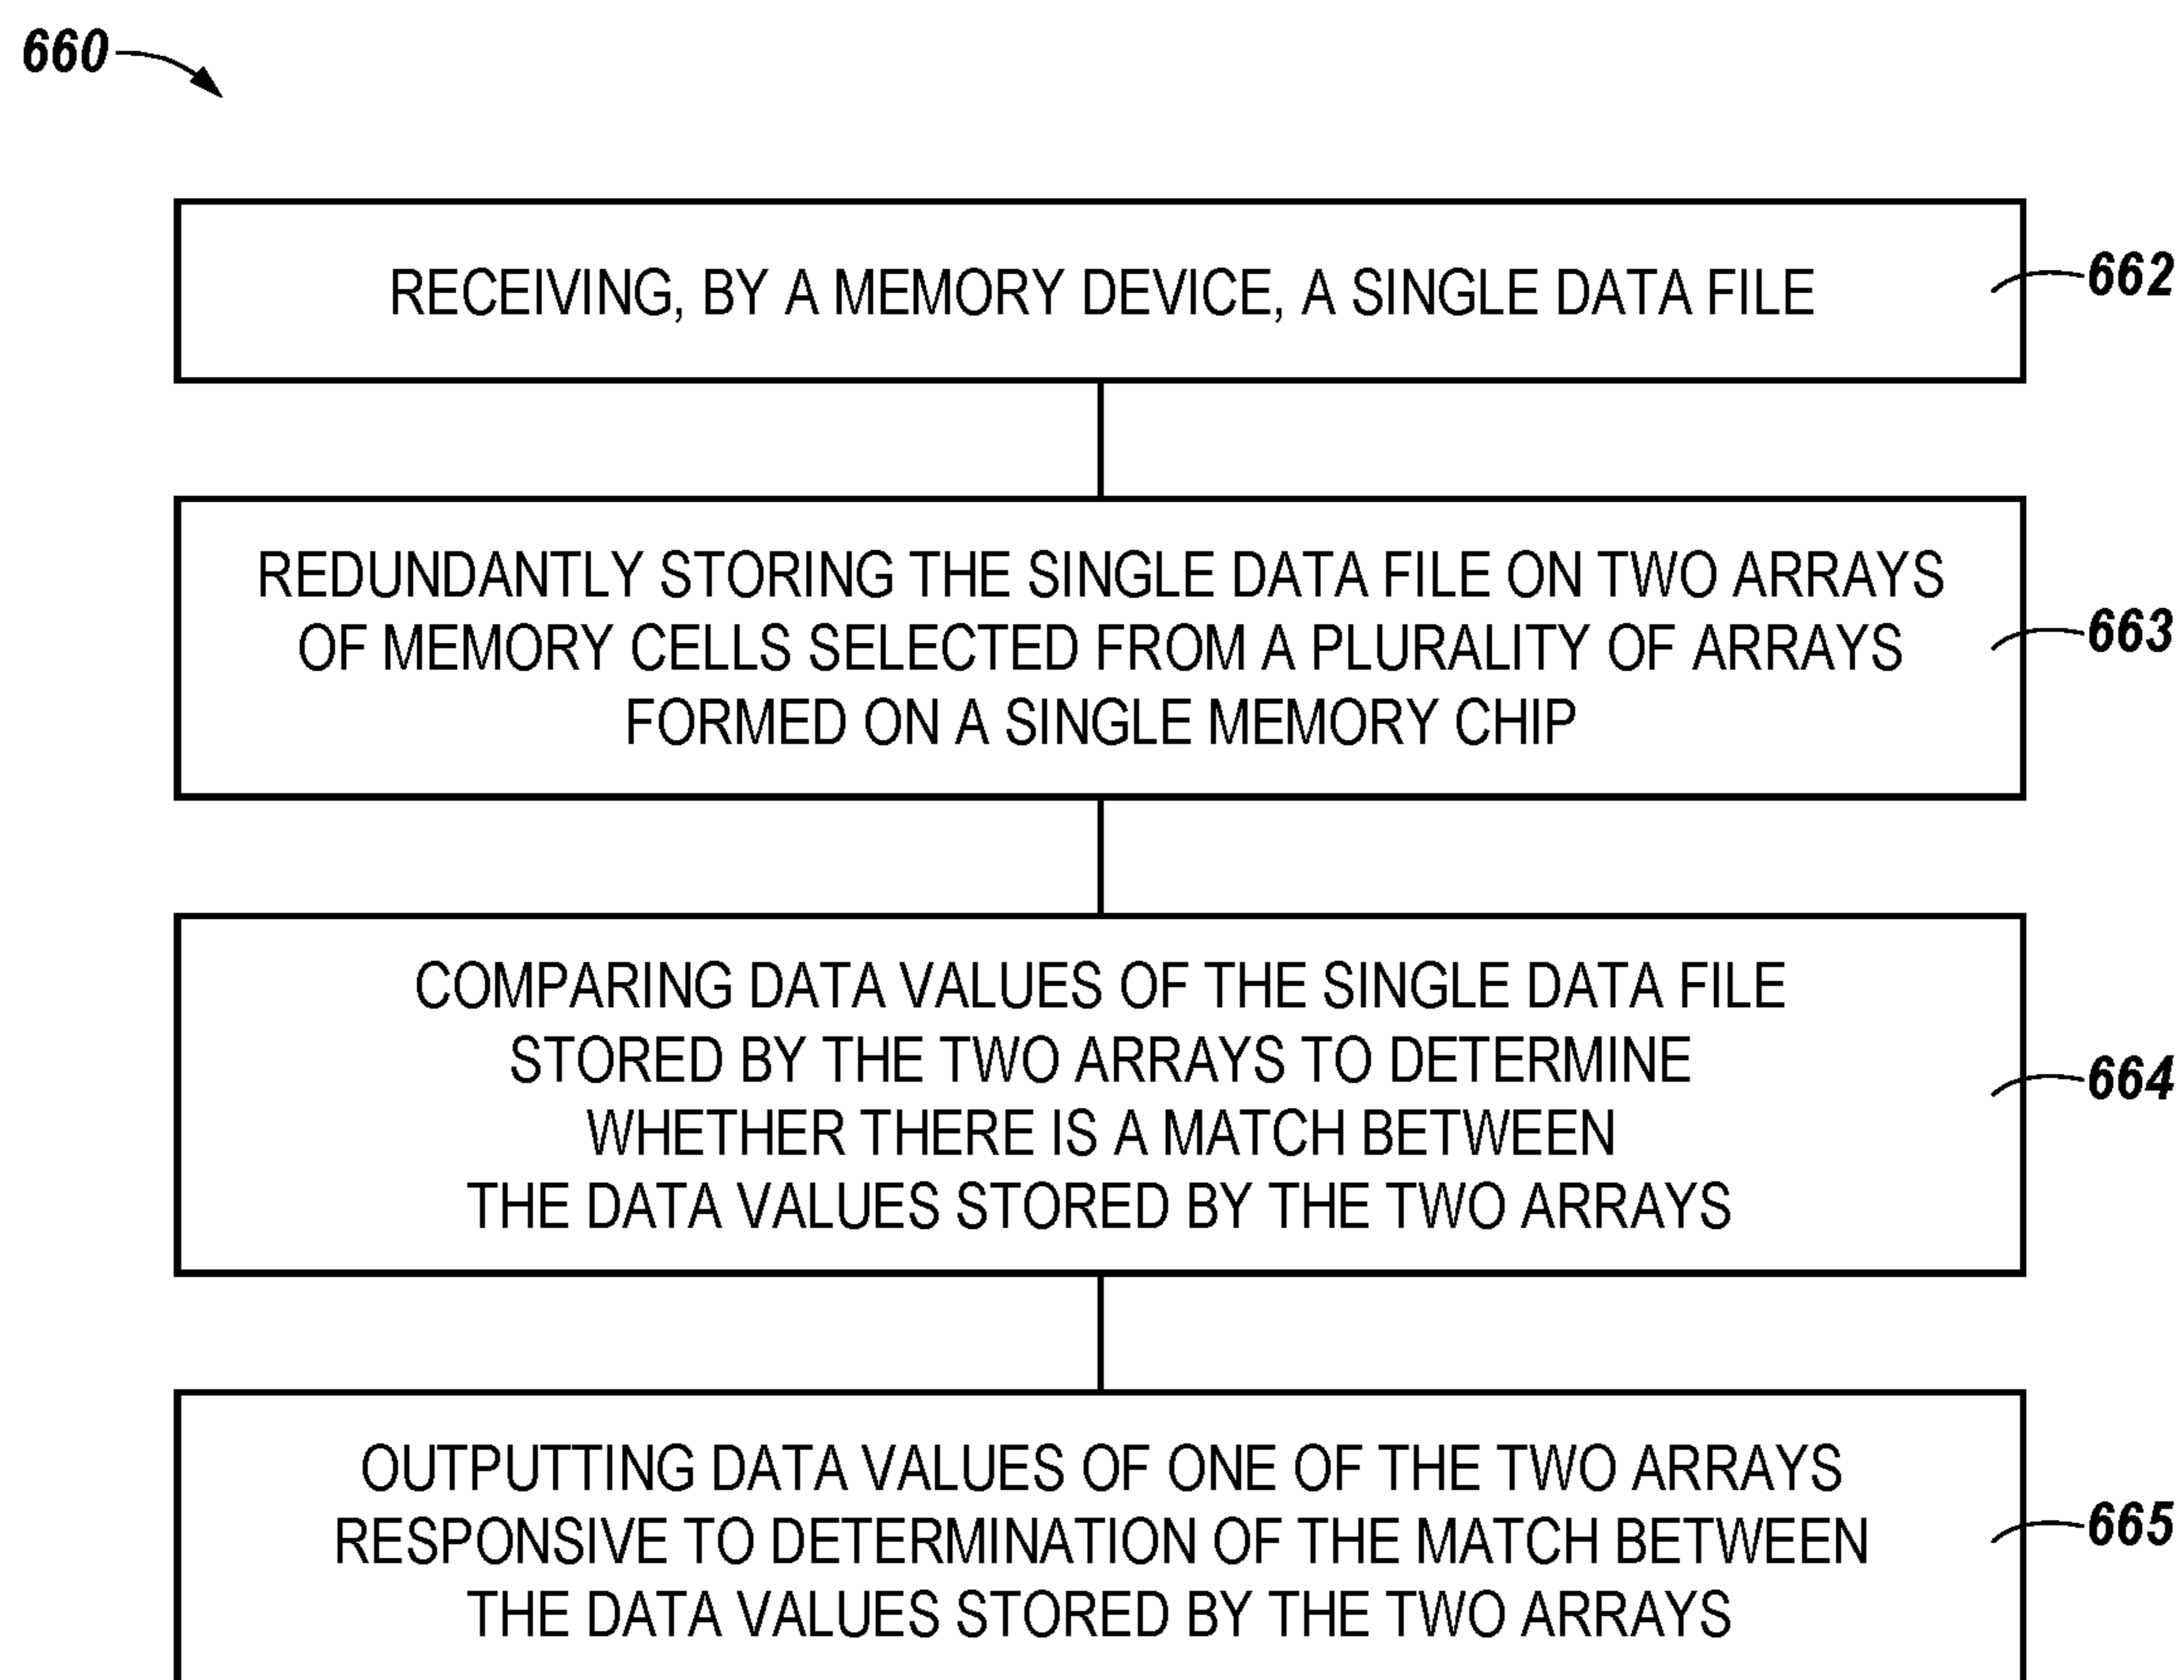 660
RECEIVING, BY A MEMORY DEVICE, A SINGLE DATA FILE
662
REDUNDANTLY STORING THE SINGLE DATA FILE ON TWO ARRAYS
OF MEMORY CELLS SELECTED FROM A PLURALITY OF ARRAYS
FORMED ON A SINGLE MEMORY CHIP
663
COMPARING DATA VALUES OF THE SINGLE DATA FILE
STORED BY THE TWO ARRAYS TO DETERMINE
WHETHER THERE IS A MATCH BETWEEN
THE DATA VALUES STORED BY THE TWO ARRAYS
664
OUTPUTTING DATA VALUES OF ONE OF THE TWO ARRAYS
RESPONSIVE TO DETERMINATION OF THE MATCH BETWEEN
THE DATA VALUES STORED BY THE TWO ARRAYS
665